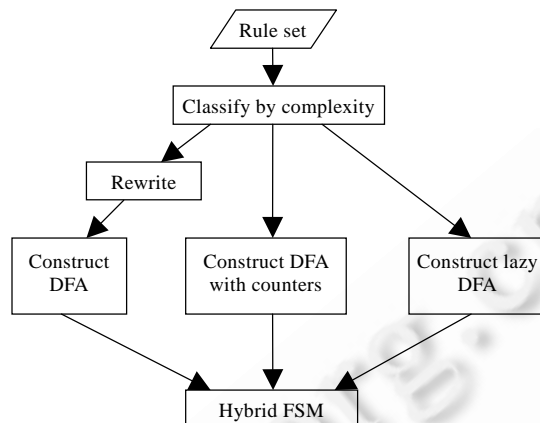 Rule set
Classify by complexity
Rewrite
Construct
DFA
Construct DFA
with counters
Construct lazy
DFA
Hybrid FSM